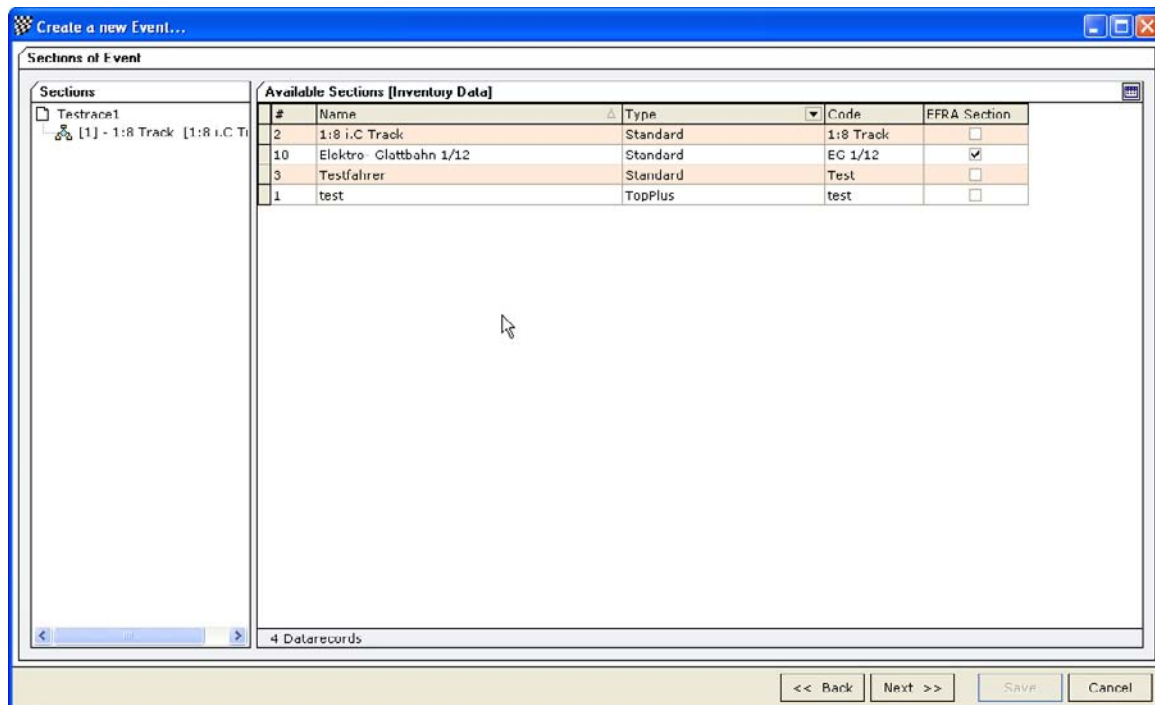 Create a new Event...
Sections of Event
Sections
Testrace1
[1] - 1:8 Track [1:8 i.C Tr
Available Sections [Inventory Data]
# Name Type Code EFRA Section
2 1:8 i.C Track Standard 1:8 Track
10 Elektro- Glattbahn 1/12 Standard EG 1/12
3 Testfahrer Standard Test
1 test TopPlus test
4 Datarecords
<< Back Next >> Save Cancel